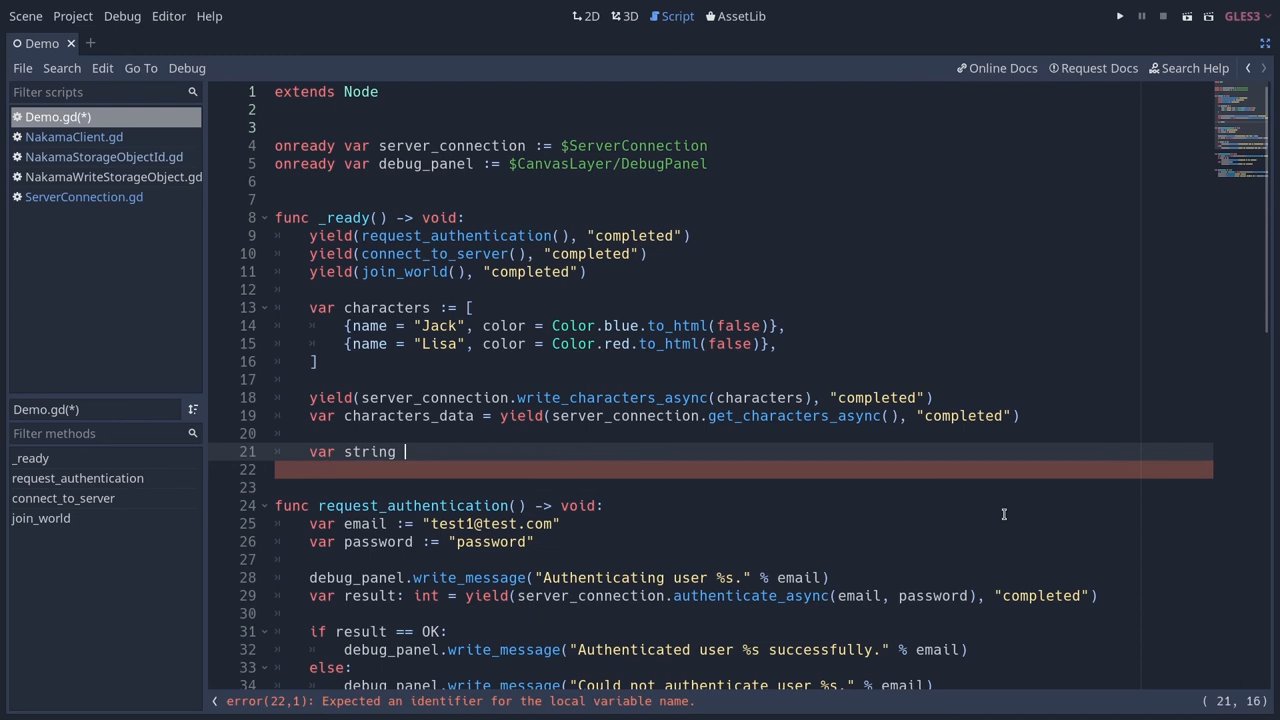 Scene Project Debug Editor Help 2D 3D Script AssetLib GLES3
Demo
File Search Edit Go To Debug Online Docs Request Docs Search Help
Filter scripts
Demo.gd(*)
NakamaClient.gd
NakamaStorageObjectId.gd
NakamaWriteStorageObject.gd
ServerConnection.gd
Demo.gd(*)
Filter methods
_ready
request_authentication
connect_to_server
join_world
1 extends Node
2
3
4 onready var server_connection := $ServerConnection
5 onready var debug_panel := $CanvasLayer/DebugPanel
6
7
8 func _ready() -> void:
9 yield(request_authentication(), "completed")
10 yield(connect_to_server(), "completed")
11 yield(join_world(), "completed")
12
13 var characters := [
14 {name = "Jack", color = Color.blue.to_html(false)},
15 {name = "Lisa", color = Color.red.to_html(false)},
16 ]
17
18 yield(server_connection.write_characters_async(characters), "completed")
19 var characters_data = yield(server_connection.get_characters_async(), "completed")
20
21 var string
22
23
24 func request_authentication() -> void:
25 var email := "test1@test.com"
26 var password := "password"
27
28 debug_panel.write_message("Authenticating user %s." % email)
29 var result: int = yield(server_connection.authenticate_async(email, password), "completed")
30
31 if result == OK:
32 debug_panel.write_message("Authenticated user %s successfully." % email)
33 else:
34 debug_panel.write_message("Could not authenticate user %s." % email)
error(22,1): Expected an identifier for the local variable name. ( 21, 16)